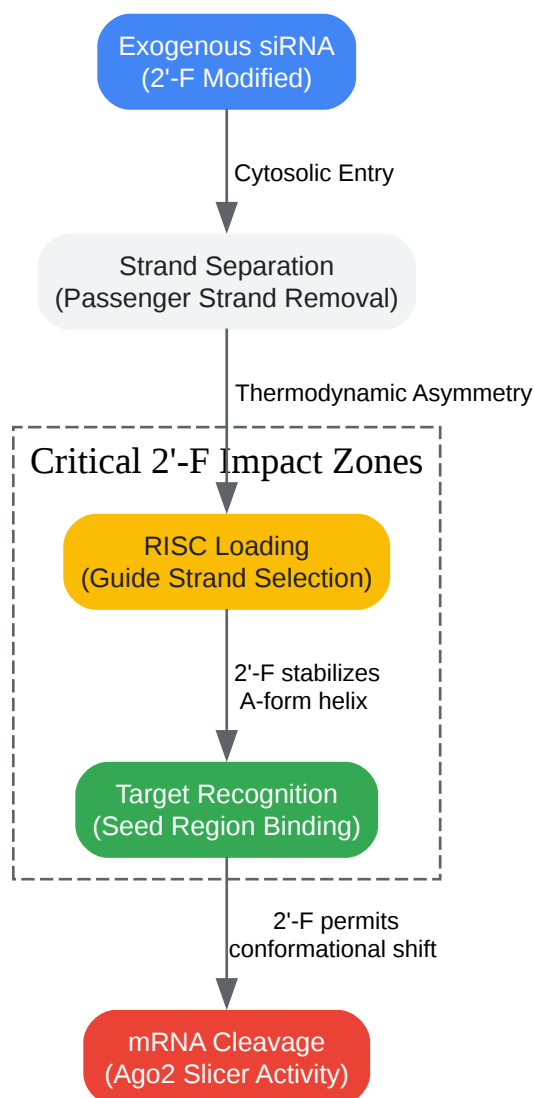 Exogenous siRNA
(2'-F Modified)
Cytosolic Entry
Strand Separation
(Passenger Strand Removal)
Thermodynamic Asymmetry
Critical 2'-F Impact Zones
RISC Loading
(Guide Strand Selection)
2'-F stabilizes
A-form helix
Target Recognition
(Seed Region Binding)
2'-F permits
conformational shift
mRNA Cleavage
(Ago2 Slicer Activity)